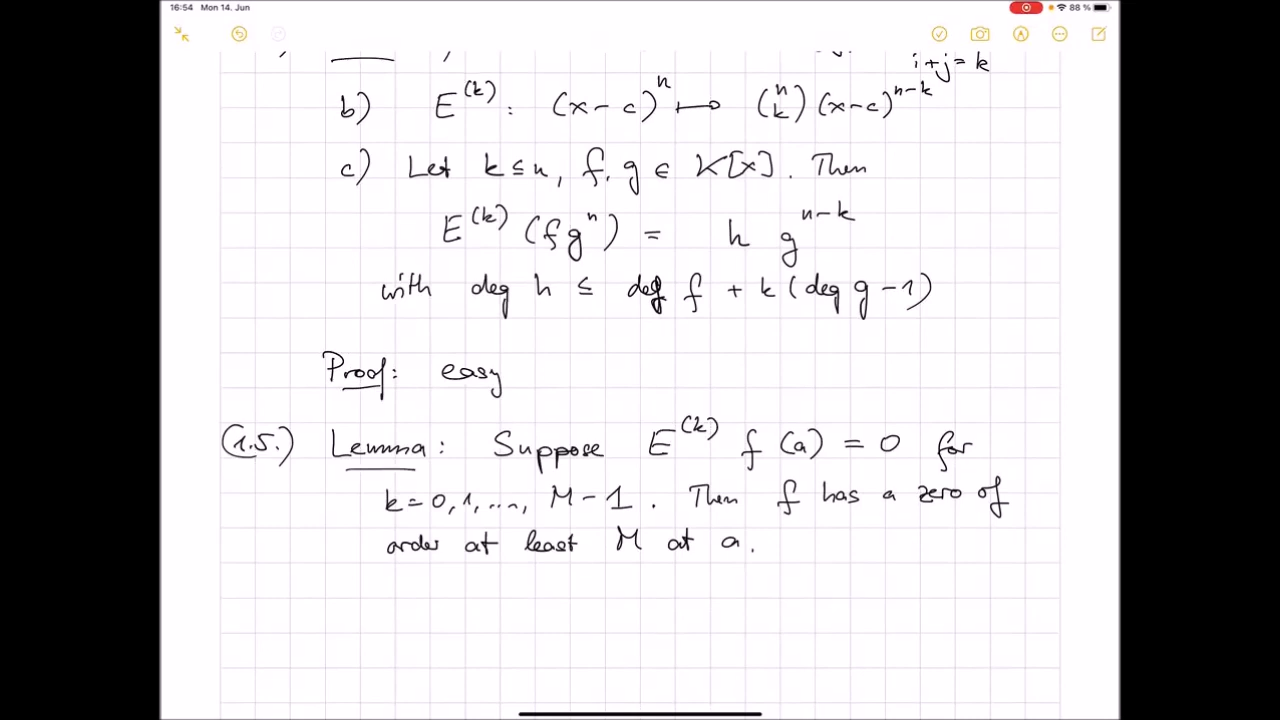 16:54 Mon 14. Jun
88 %
i+j=k
b) E^(k) : (x-c)^n ⟼ (n k) (x-c)^{n-k}
c) Let k ≤ n, f, g ∈ K[x]. Then
E^(k) (f g^n) = h g^{n-k}
with deg h ≤ deg f + k (deg g - 1)
Proof: easy
(1.5.) Lemma: Suppose E^(k) f (a) = 0 for
k = 0, 1, ..., M - 1. Then f has a zero of
order at least M at a.